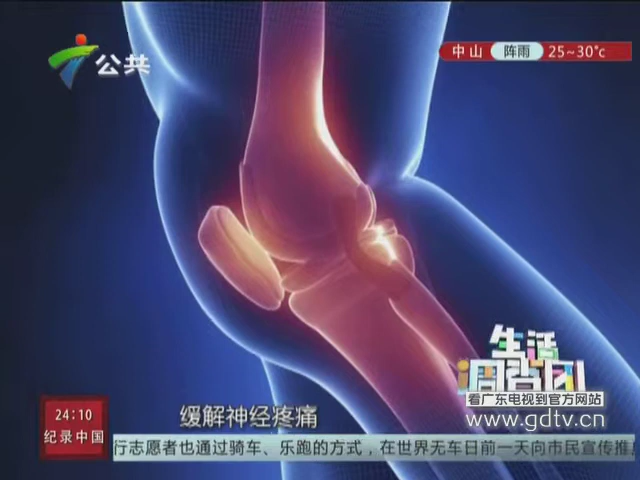 公共
中山 阵雨 25~30℃
生活
调查团
看广东电视到官方网站
www.gdtv.cn
24:10
纪录中国
缓解神经疼痛
行志愿者也通过骑车、乐跑的方式，在世界无车日前一天向市民宣传推